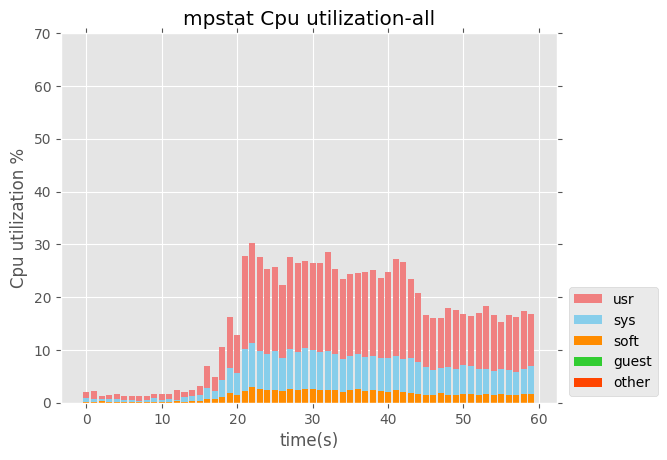 mpstat Cpu utilization-all
Cpu utilization %
70
60
50
40
30
20
10
0
0
10
20
30
40
50
60
time(s)
usr
sys
soft
guest
other